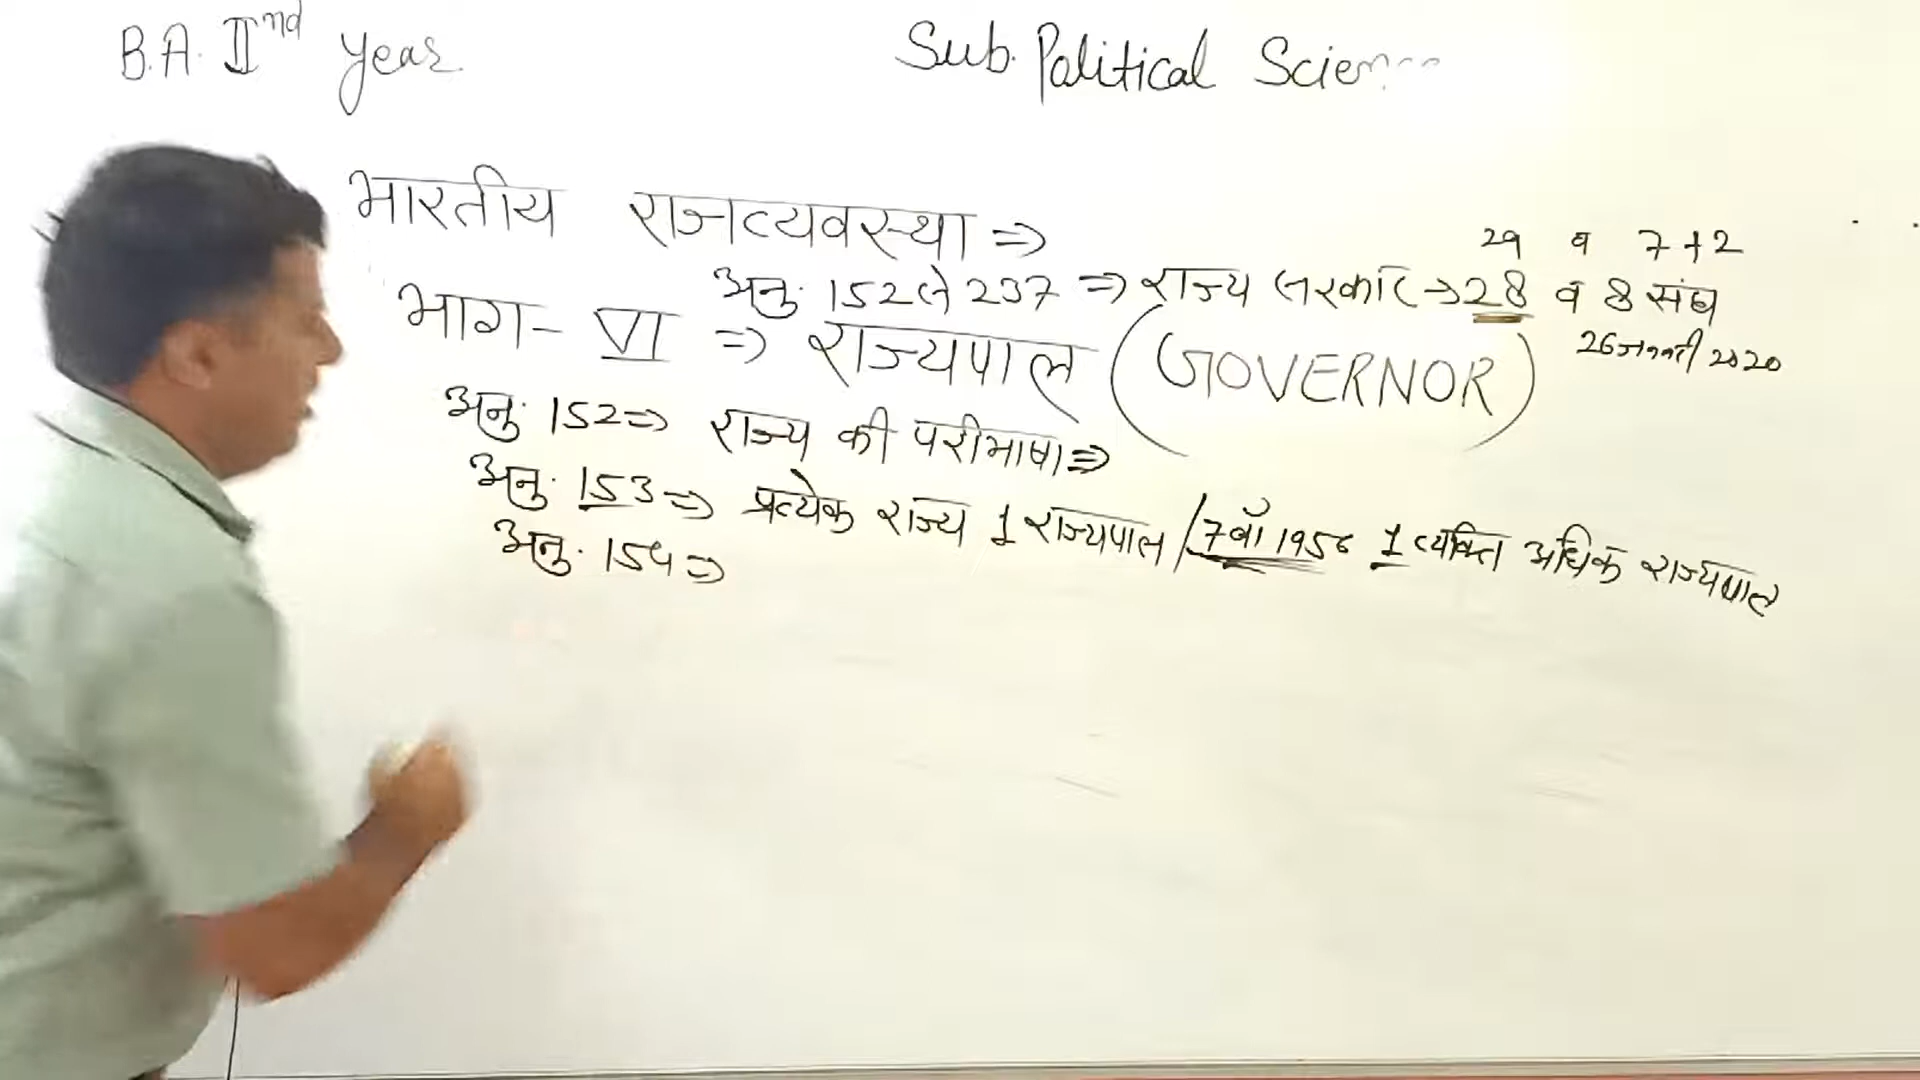 B.A. IInd Year
Sub. Political Scien
भारतीय राजव्यवस्था ⇒
29 व 7+2
अनु. 152 से 237 ⇒ राज्य सरकार → 28 व 8 संघ
26 जनवरी 2020
भाग - VI ⇒ राज्यपाल (GOVERNOR)
अनु. 152 ⇒ राज्य की परीभाषा ⇒
अनु. 153 ⇒ प्रत्येक राज्य 1 राज्यपाल / 7वाँ 1956 1 व्यक्ति अधिक राज्यपाल
अनु. 154 ⇒